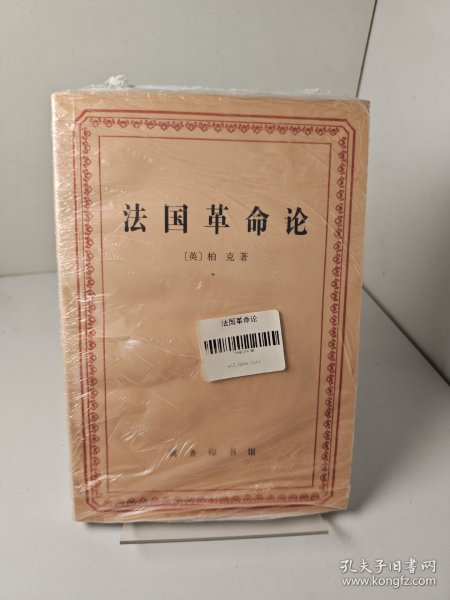 法国革命论
［英］柏 克 著
法国革命论
商务印书馆
孔夫子旧书网
www.kongfz.com